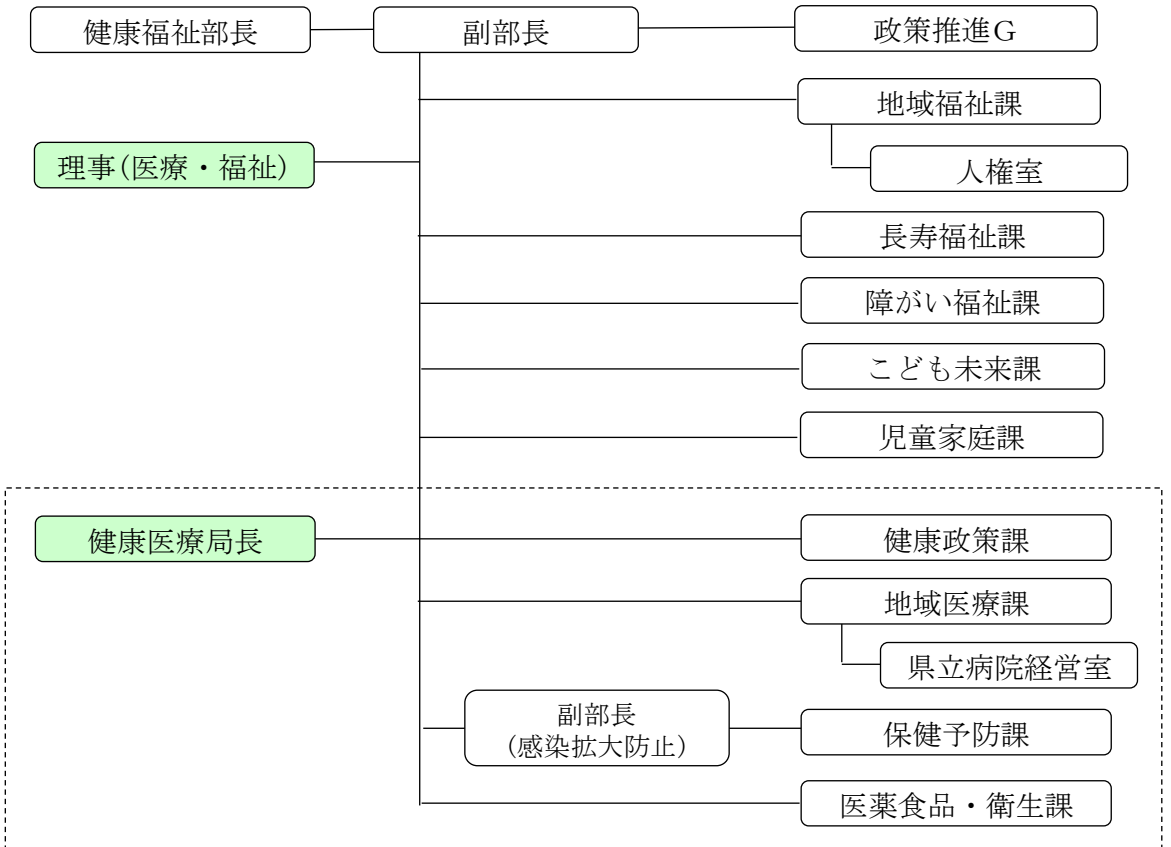 健康福祉部長
副部長
政策推進G
地域福祉課
理事(医療・福祉)
人権室
長寿福祉課
障がい福祉課
こども未来課
児童家庭課
健康医療局長
健康政策課
地域医療課
県立病院経営室
副部長
(感染拡大防止)
保健予防課
医薬食品・衛生課